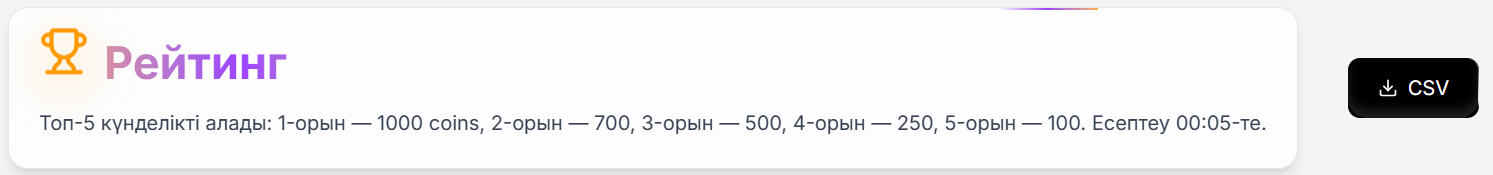 Рейтинг
Топ-5 күнделікті алады: 1-орын — 1000 coins, 2-орын — 700, 3-орын — 500, 4-орын — 250, 5-орын — 100. Есептеу 00:05-те.
CSV